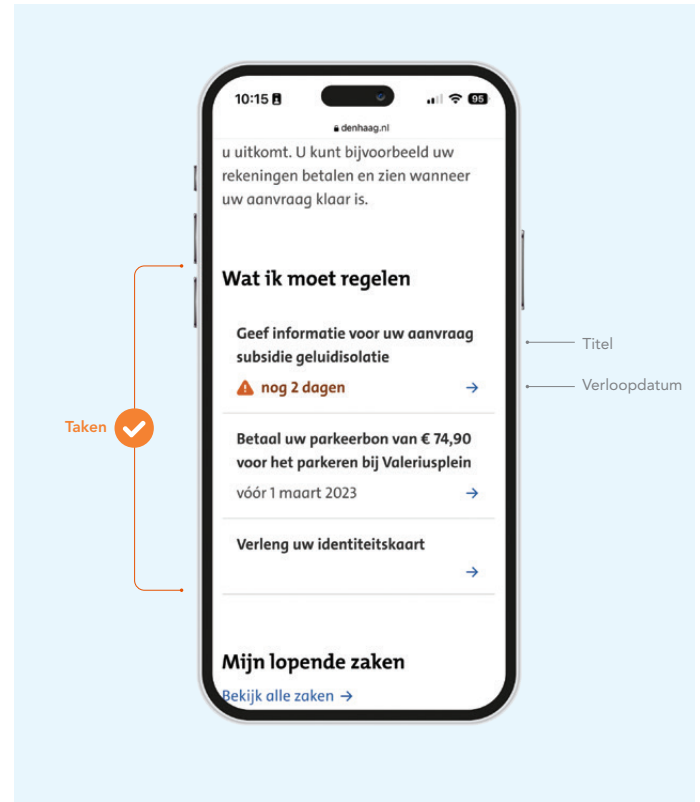 10:15
95
denhaag.nl
u uitkomt. U kunt bijvoorbeeld uw
rekeningen betalen en zien wanneer
uw aanvraag klaar is.
Wat ik moet regelen
Geef informatie voor uw aanvraag
subsidie geluidisolatie
nog 2 dagen
Titel
Verloopdatum
Taken
Betaal uw parkeerbon van € 74,90
voor het parkeren bij Valeriusplein
vóór 1 maart 2023
Verleng uw identiteitskaart
Mijn lopende zaken
Bekijk alle zaken →